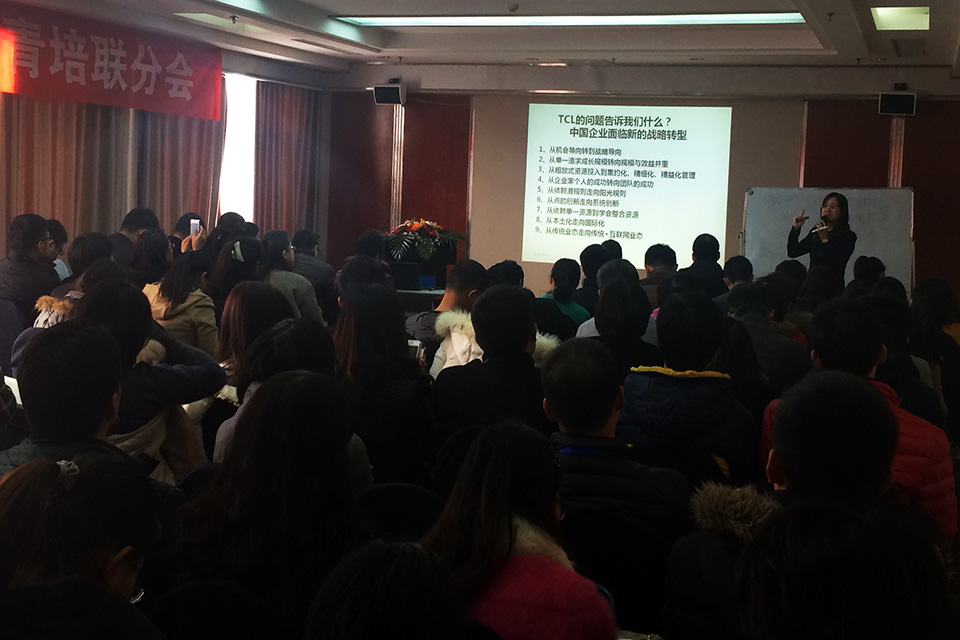 青培联分会
TCL的问题告诉我们什么？
中国企业面临新的战略转型
1、从机会导向转到战略导向
2、从单一追求成长规模转向规模与效益并重
3、从粗放式资源投入到集约化、精细化、精益化管理
4、从企业家个人的成功转向团队的成功
5、从依赖潜规则走向阳光规则
6、从点的创新走向系统创新
7、从依赖单一资源到学会整合资源
8、从本土化走向国际化
9、从传统业态走向传统+互联网业态